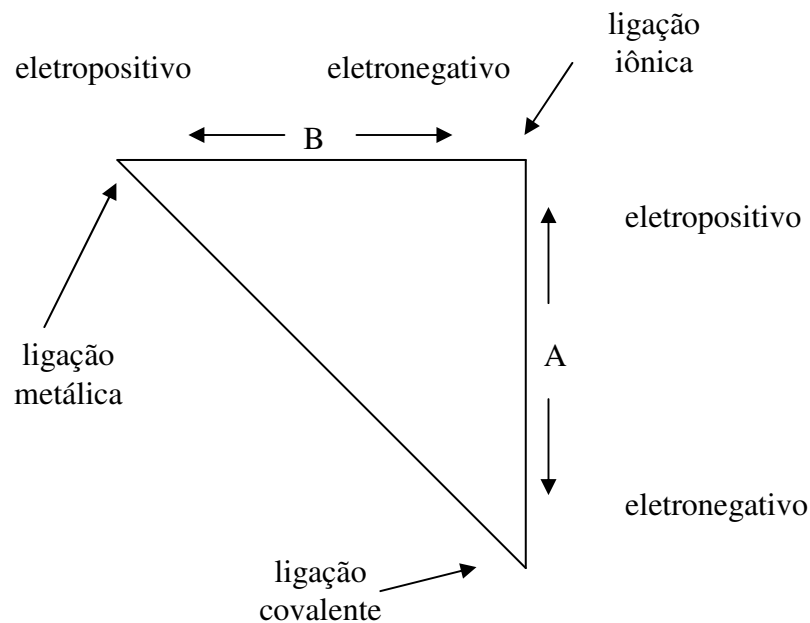 ligação
iônica
eletropositivo
eletronegativo
B
eletropositivo
ligação
metálica
A
eletronegativo
ligação
covalente